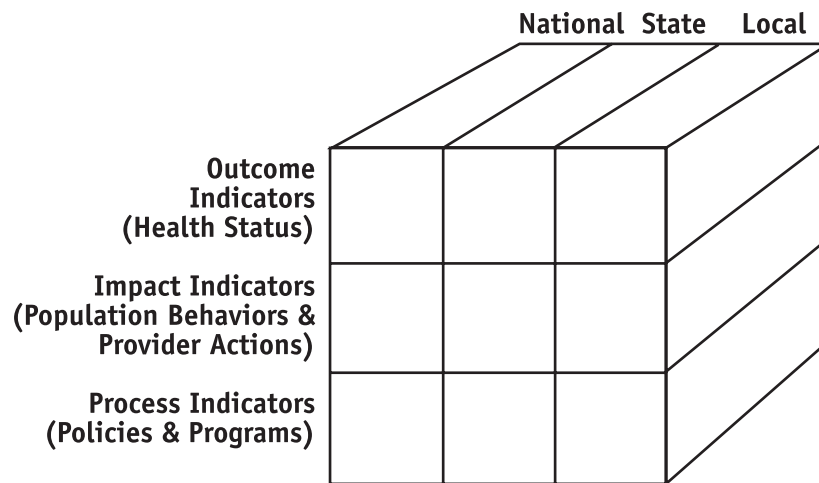 National State Local
Outcome
Indicators
(Health Status)
Impact Indicators
(Population Behaviors &
Provider Actions)
Process Indicators
(Policies & Programs)